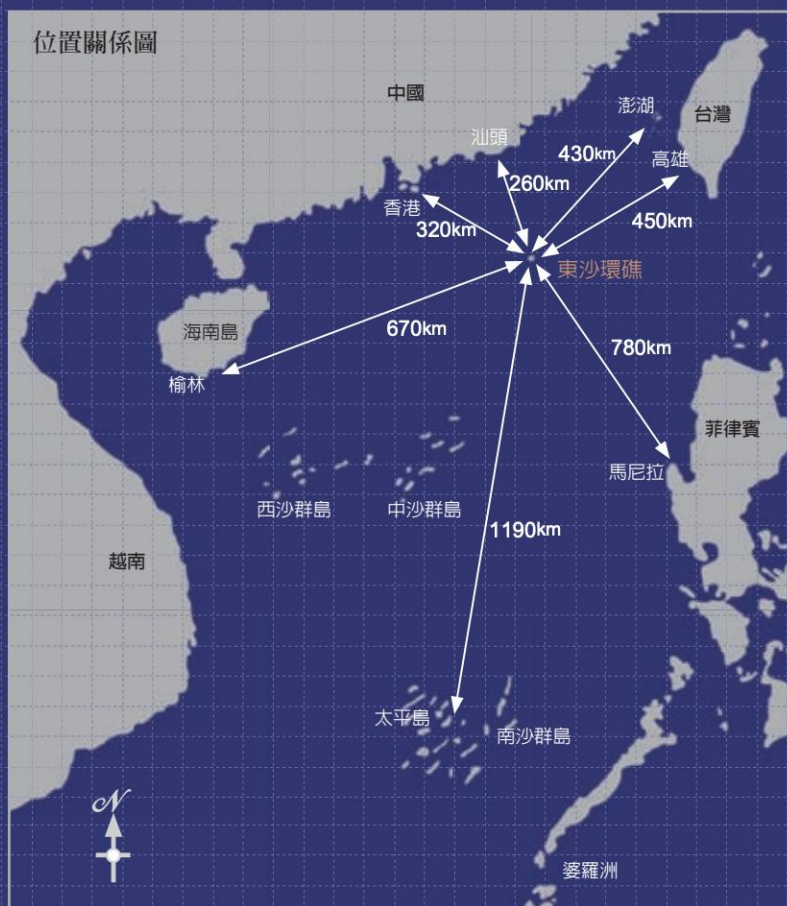 位置關係圖
中國
澎湖
台灣
汕頭
430km
高雄
260km
香港
450km
320km
東沙環礁
海南島
670km
780km
榆林
菲律賓
馬尼拉
西沙群島
中沙群島
1190km
越南
太平島
南沙群島
N
婆羅洲